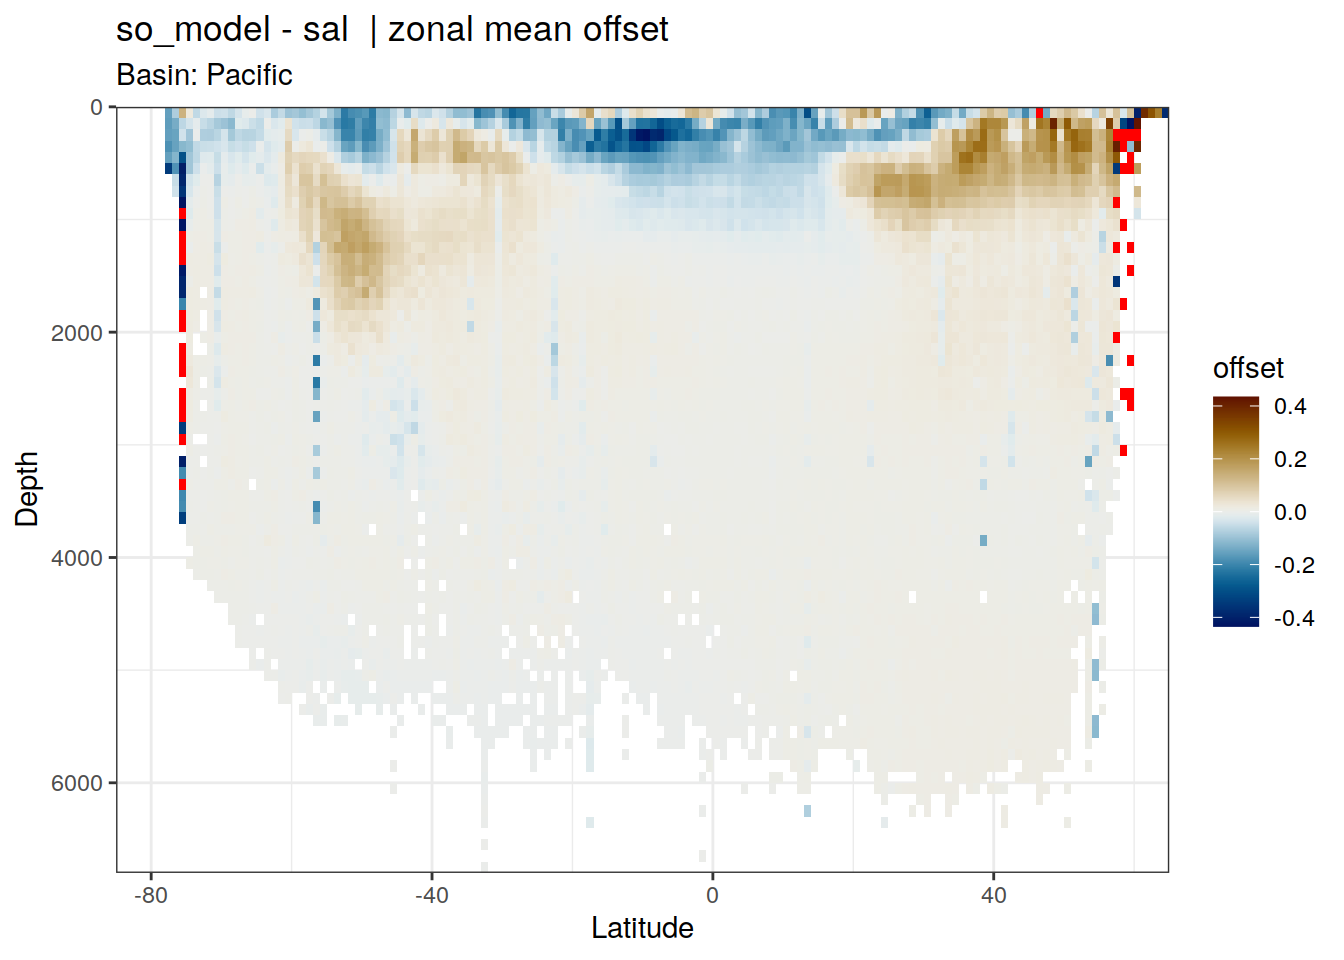 so_model - sal  | zonal mean offset
Basin: Pacific
0
2000
4000
6000
Depth
-80
-40
0
40
Latitude
offset
0.4
0.2
0.0
-0.2
-0.4